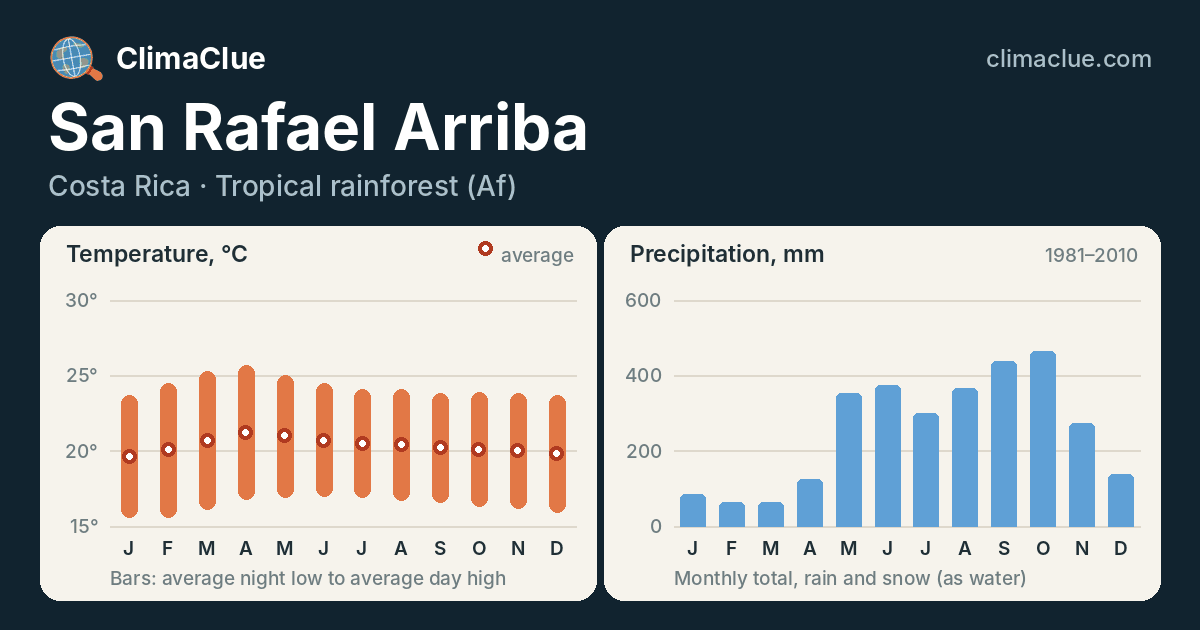 ClimaClue
climaclue.com
San Rafael Arriba
Costa Rica · Tropical rainforest (Af)
Temperature, °C
average
30°
25°
20°
15°
J F M A M J J A S O N D
Bars: average night low to average day high
Precipitation, mm
1981–2010
600
400
200
0
J F M A M J J A S O N D
Monthly total, rain and snow (as water)